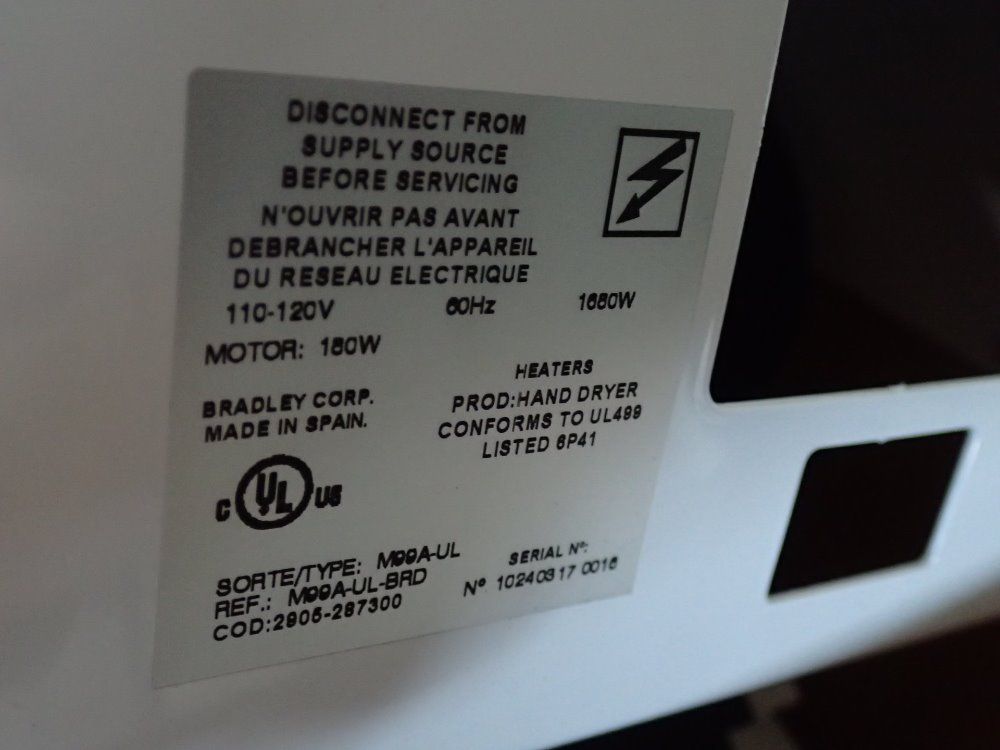 DISCONNECT FROM
SUPPLY SOURCE
BEFORE SERVICING
N'OUVRIR PAS AVANT
DEBRANCHER L'APPAREIL
DU RESEAU ELECTRIQUE
110-120V 60Hz 1680W
MOTOR: 180W
BRADLEY CORP.
MADE IN SPAIN.
HEATERS
PROD:HAND DRYER
CONFORMS TO UL499
LISTED 6P41
C UL US
SORTE/TYPE: M99A-UL
REF.: M99A-UL-BRD
COD:2905-287300
SERIAL Nº:
Nº 10240317 0016